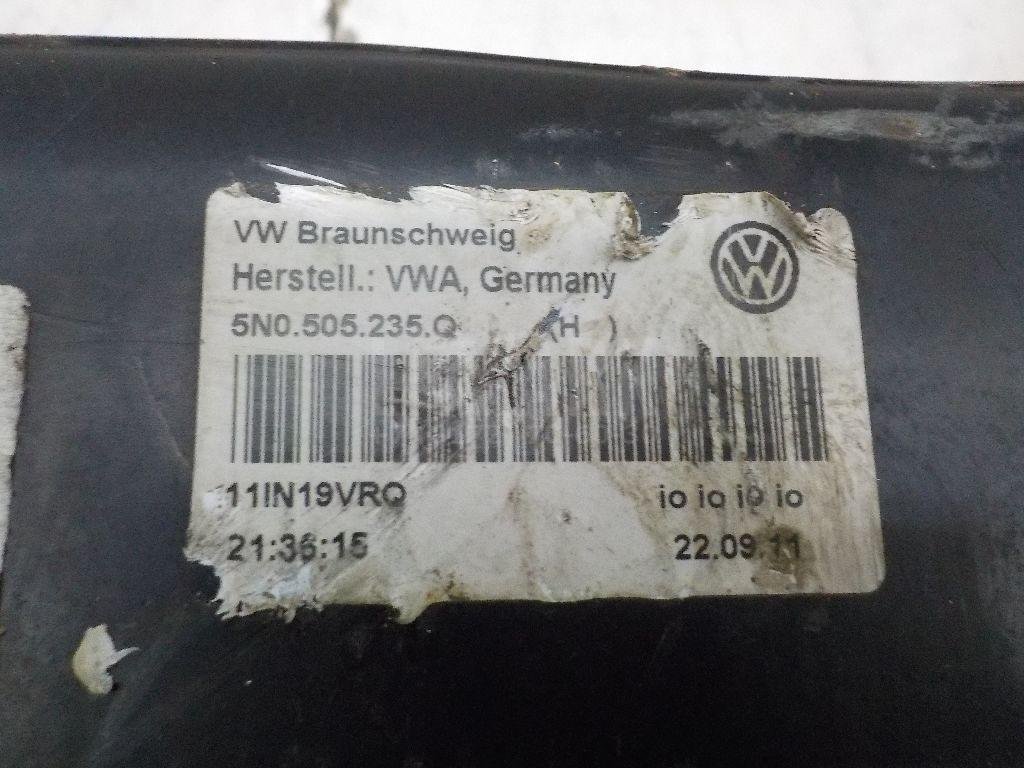 VW Braunschweig
Herstell.: VWA, Germany
5N0.505.235.Q (H )
11IN19VRQ io io io io
21:36:15 22.09.11